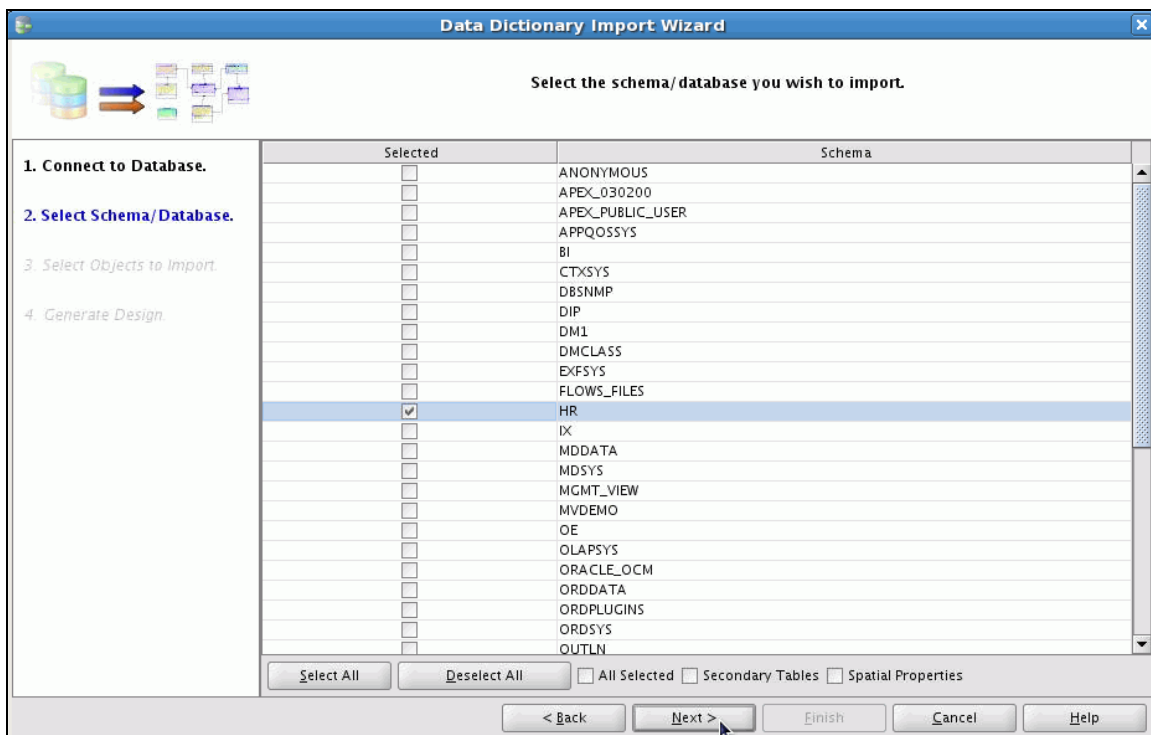 Data Dictionary Import Wizard
Select the schema/database you wish to import.
1. Connect to Database.
2. Select Schema/Database.
3. Select Objects to Import.
4. Generate Design.
Selected Schema
ANONYMOUS
APEX_030200
APEX_PUBLIC_USER
APPQOSSYS
BI
CTXSYS
DBSNMP
DIP
DM1
DMCLASS
EXFSYS
FLOWS_FILES
HR
IX
MDDATA
MDSYS
MGMT_VIEW
MVDEMO
OE
OLAPSYS
ORACLE_OCM
ORDDATA
ORDPLUGINS
ORDSYS
OUTLN
Select All Deselect All All Selected Secondary Tables Spatial Properties
< Back Next > Finish Cancel Help